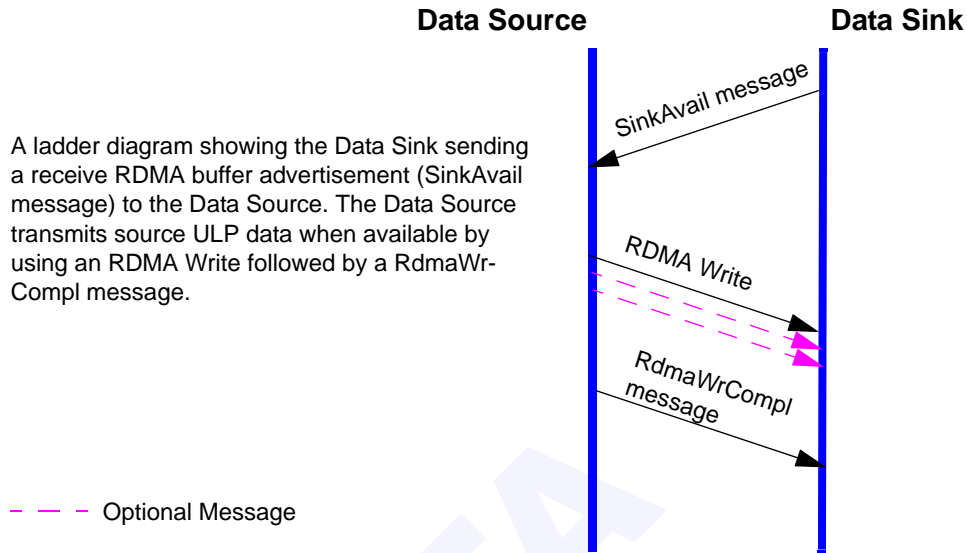 Data Source
Data Sink
SinkAvail message
A ladder diagram showing the Data Sink sending
a receive RDMA buffer advertisement (SinkAvail
message) to the Data Source. The Data Source
transmits source ULP data when available by
using an RDMA Write followed by a RdmaWr-
Compl message.
RDMA Write
RdmaWrCompl
message
Optional Message